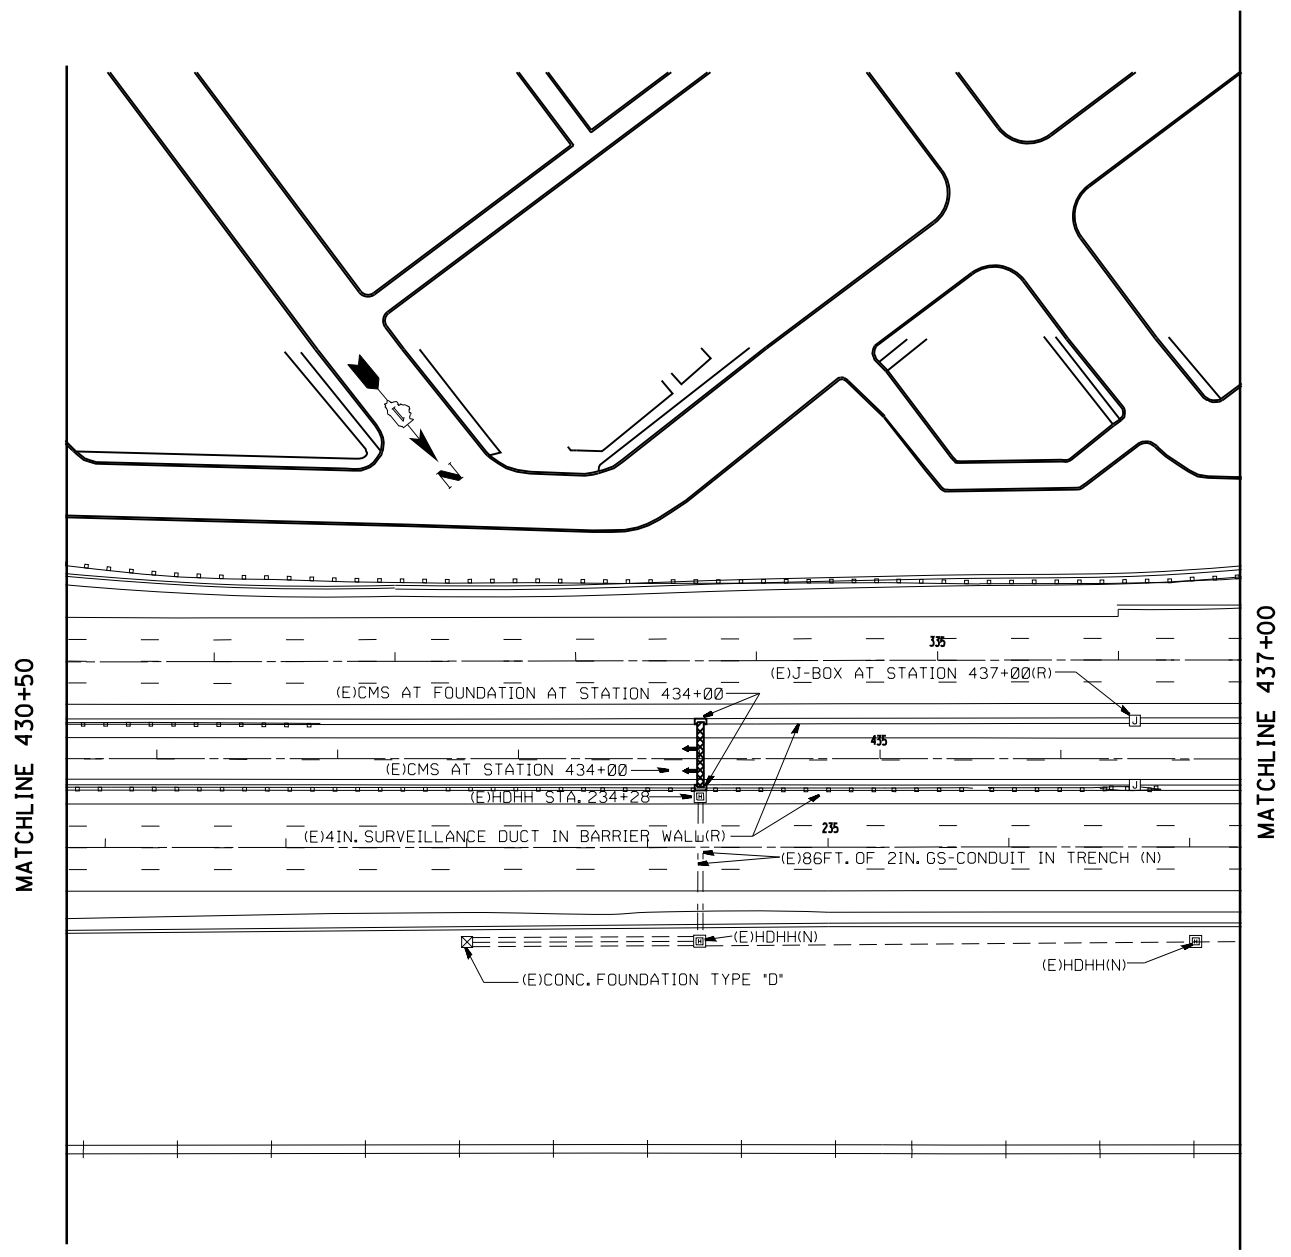 N
335
(E)J-BOX AT STATION 437+00(R)
(E)CMS AT FOUNDATION AT STATION 434+00
J
435
(E)CMS AT STATION 434+00
J
(E)HDHH STA. 234+28
H
(E)4IN. SURVEILLANCE DUCT IN BARRIER WALL(R)
235
(E)86FT. OF 2IN. GS-CONDUIT IN TRENCH (N)
H
(E)HDHH(N)
H
(E)HDHH(N)
(E)CONC. FOUNDATION TYPE "D"
MATCHLINE 430+50
MATCHLINE 437+00